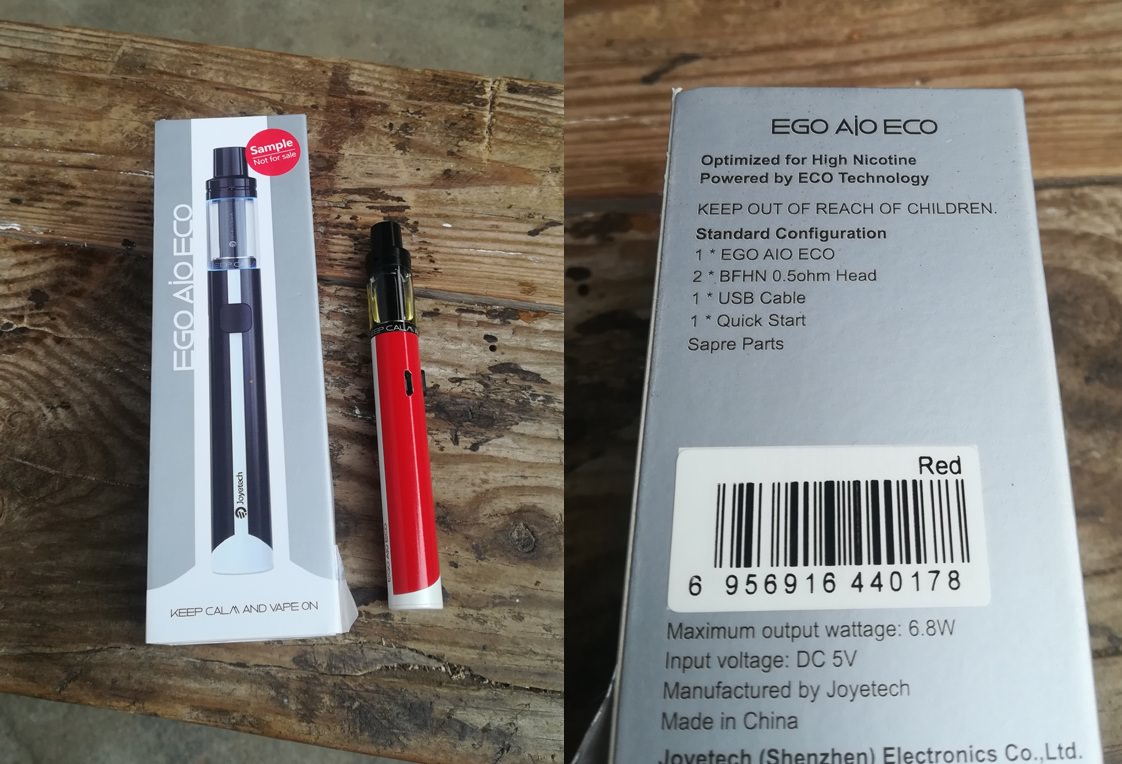 Sample
Not for sale
EGO AIO ECO
Joyetech
KEEP CALM AND VAPE ON
EEP CALM
EGO AIO ECO
Optimized for High Nicotine
Powered by ECO Technology
KEEP OUT OF REACH OF CHILDREN.
Standard Configuration
1 * EGO AIO ECO
2 * BFHN 0.5ohm Head
1 * USB Cable
1 * Quick Start
Sapre Parts
Red
6 956916 440178
Maximum output wattage: 6.8W
Input voltage: DC 5V
Manufactured by Joyetech
Made in China
Joyetech (Shenzhen) Electronics Co.,Ltd.